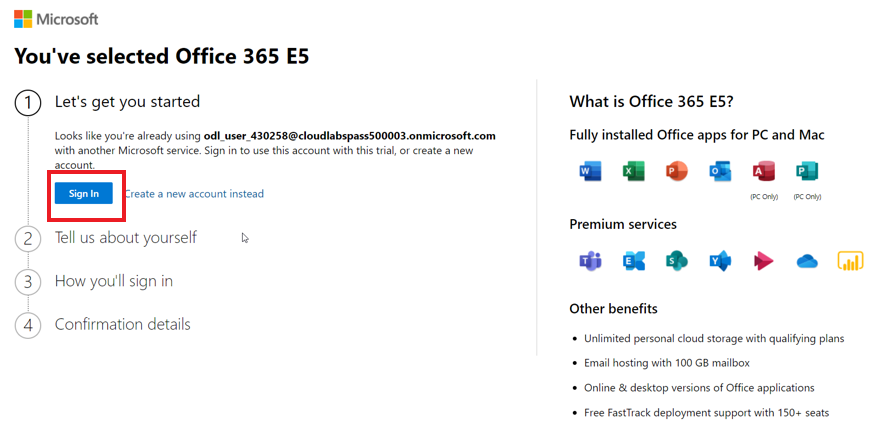 Microsoft
You've selected Office 365 E5
1 Let's get you started
Looks like you're already using odl_user_430258@cloudlabspass500003.onmicrosoft.com
with another Microsoft service. Sign in to use this account with this trial, or create a new
account.
Sign In
Create a new account instead
2 Tell us about yourself
3 How you'll sign in
4 Confirmation details
What is Office 365 E5?
Fully installed Office apps for PC and Mac
W X P O A P
(PC Only) (PC Only)
Premium services
T E S Y
Other benefits
• Unlimited personal cloud storage with qualifying plans
• Email hosting with 100 GB mailbox
• Online & desktop versions of Office applications
• Free FastTrack deployment support with 150+ seats